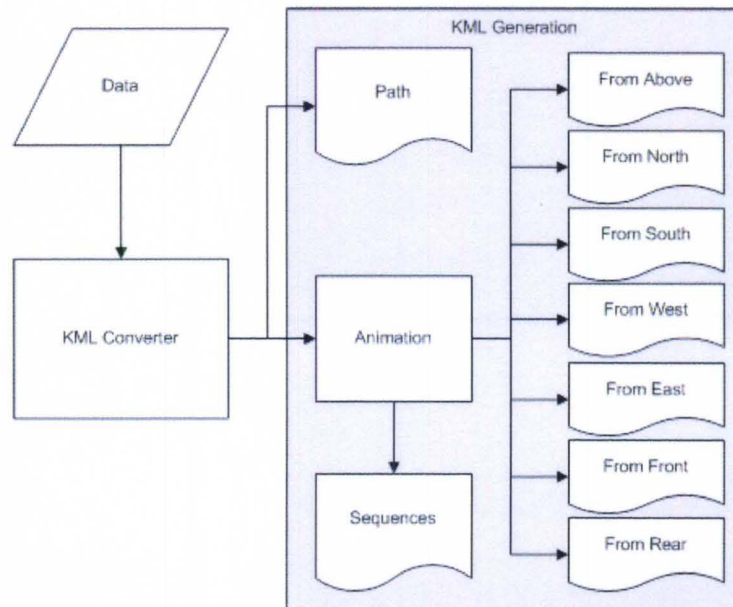 KML Generation
Data
Path
From Above
From North
From South
KML Converter
Animation
From West
From East
Sequences
From Front
From Rear